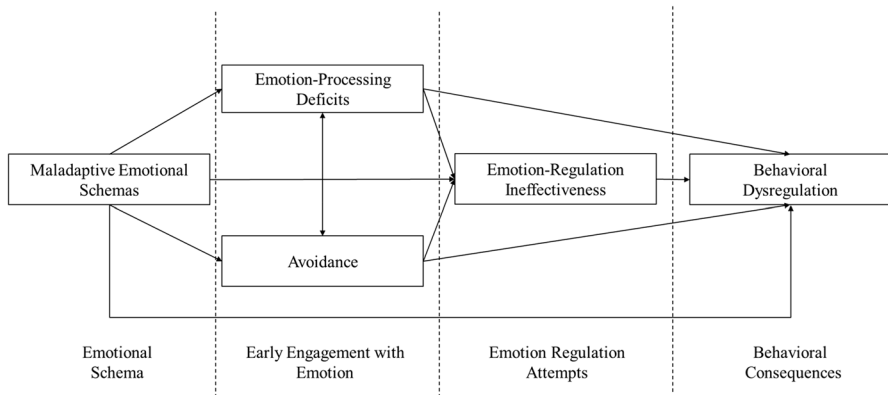 Emotion-Processing
Deficits
Maladaptive Emotional
Schemas
Emotion-Regulation
Ineffectiveness
Behavioral
Dysregulation
Avoidance
Emotional
Schema
Early Engagement with
Emotion
Emotion Regulation
Attempts
Behavioral
Consequences